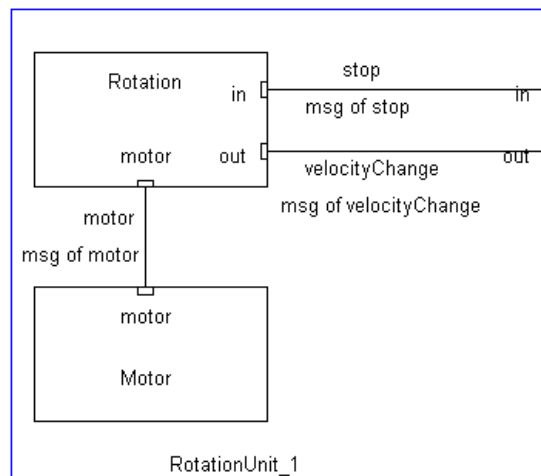 stop
Rotation
in
in
msg of stop
motor
out
out
velocityChange
msg of velocityChange
motor
msg of motor
motor
Motor
RotationUnit_1